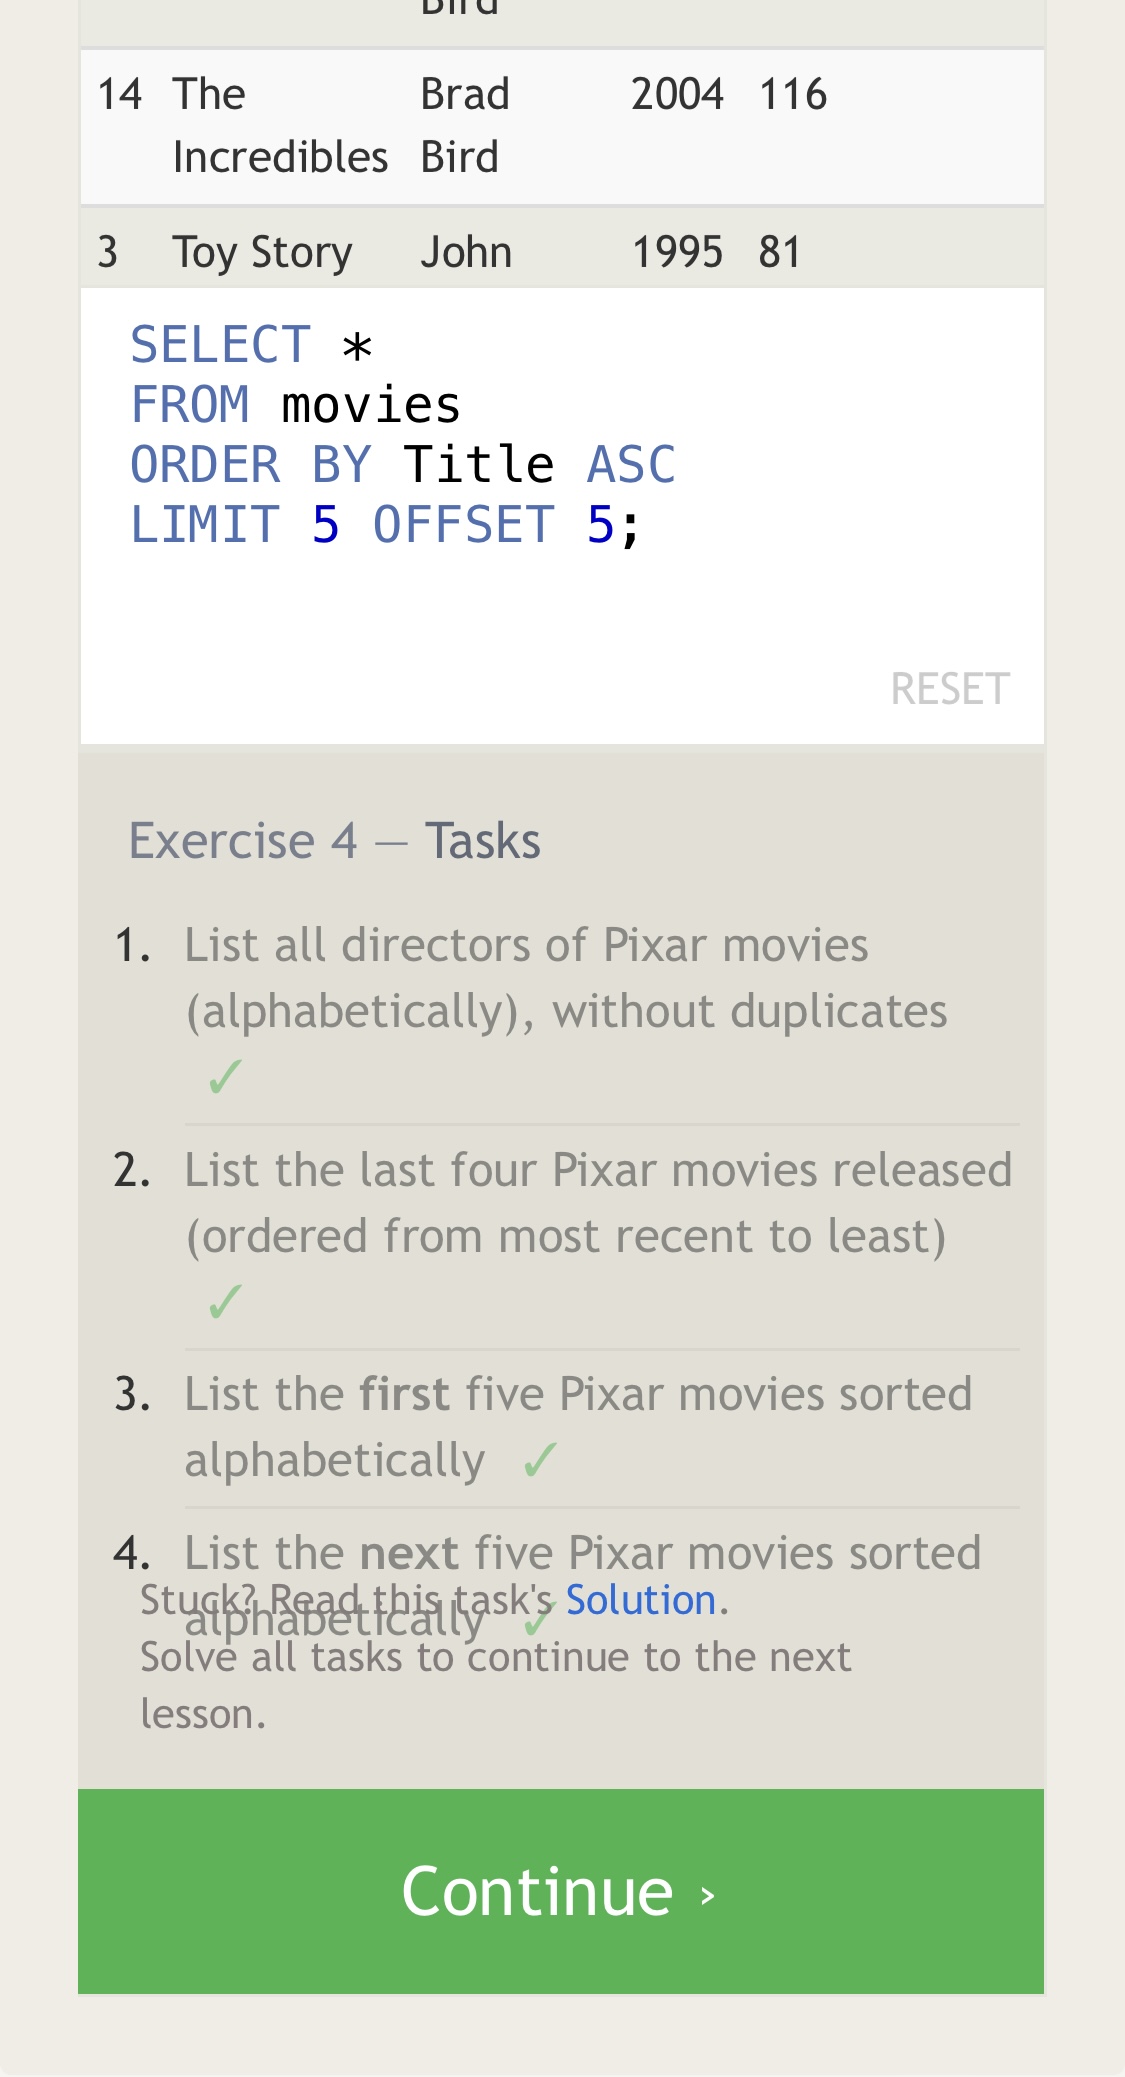 Bird
14 The Brad 2004 116
Incredibles Bird
3 Toy Story John 1995 81
SELECT *
FROM movies
ORDER BY Title ASC
LIMIT 5 OFFSET 5;
RESET
Exercise 4 — Tasks
1. List all directors of Pixar movies
(alphabetically), without duplicates
✓
2. List the last four Pixar movies released
(ordered from most recent to least)
✓
3. List the first five Pixar movies sorted
alphabetically ✓
4. List the next five Pixar movies sorted
Stuck? Read this task's Solution.
alphabetically ✓
Solve all tasks to continue to the next
lesson.
Continue ›